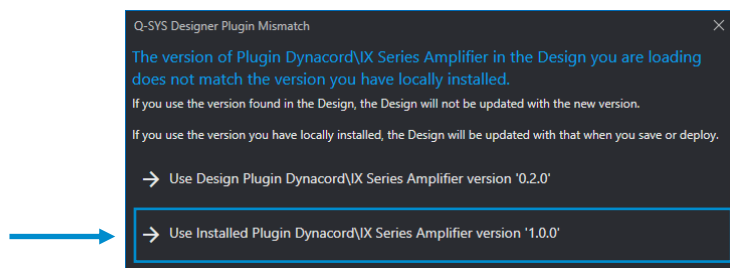 Q-SYS Designer Plugin Mismatch
The version of Plugin Dynacord\IX Series Amplifier in the Design you are loading
does not match the version you have locally installed.
If you use the version found in the Design, the Design will not be updated with the new version.
If you use the version you have locally installed, the Design will be updated with that when you save or deploy.
Use Design Plugin Dynacord\IX Series Amplifier version '0.2.0'
Use Installed Plugin Dynacord\IX Series Amplifier version '1.0.0'